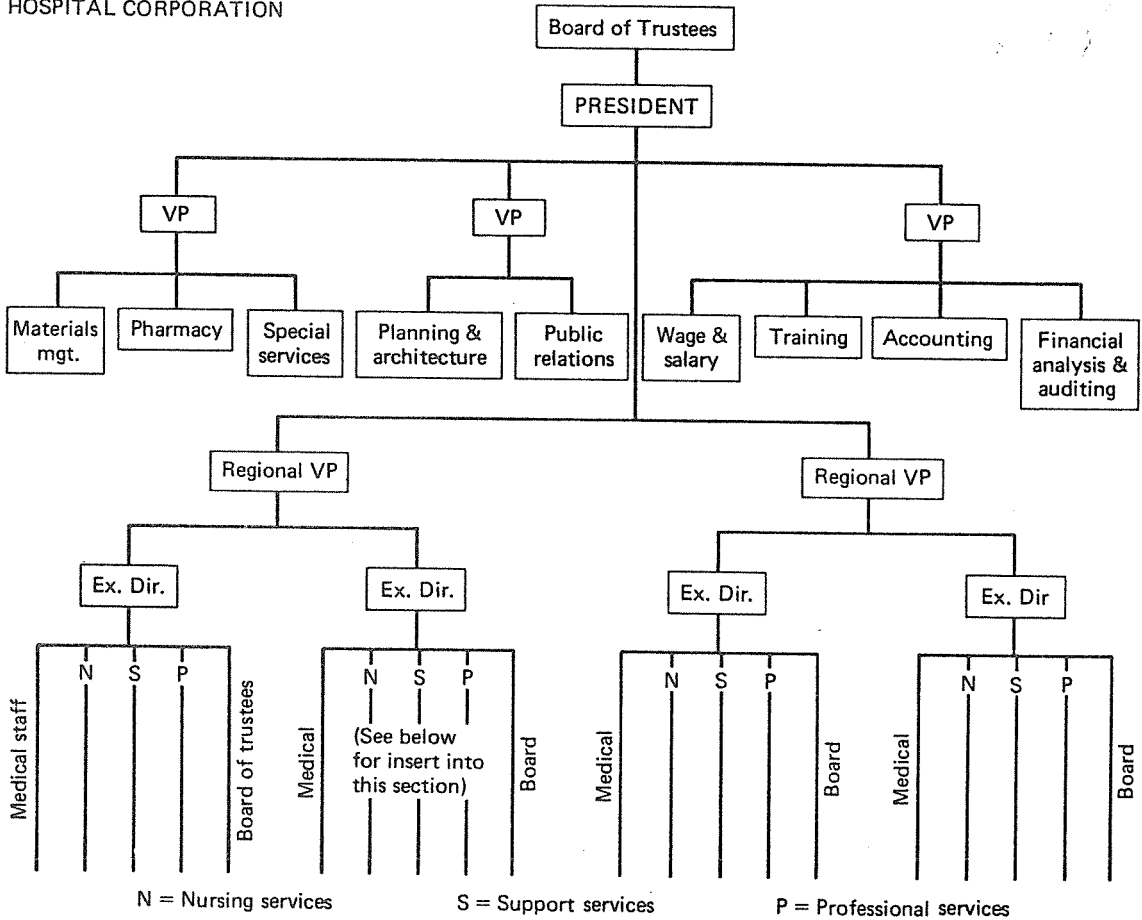 HOSPITAL CORPORATION
Board of Trustees
PRESIDENT
VP
VP
VP
Materials
mgt.
Pharmacy
Special
services
Planning &
architecture
Public
relations
Wage &
salary
Training
Accounting
Financial
analysis &
auditing
Regional VP
Regional VP
Ex. Dir.
Ex. Dir.
Ex. Dir.
Ex. Dir
Medical staff
N S P
Board of trustees
Medical
N S P
(See below
for insert into
this section)
Board
Medical
N S P
Board
Medical
N S P
Board
N = Nursing services
S = Support services
P = Professional services